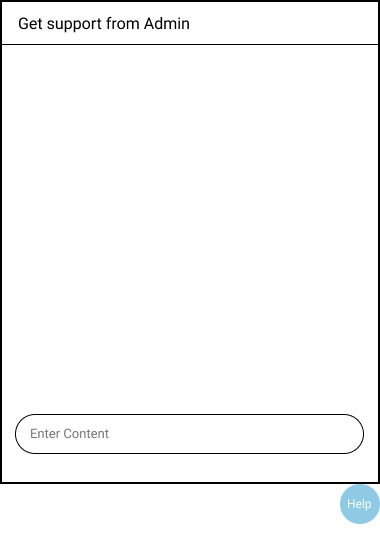 Get support from Admin
Enter Content
Help